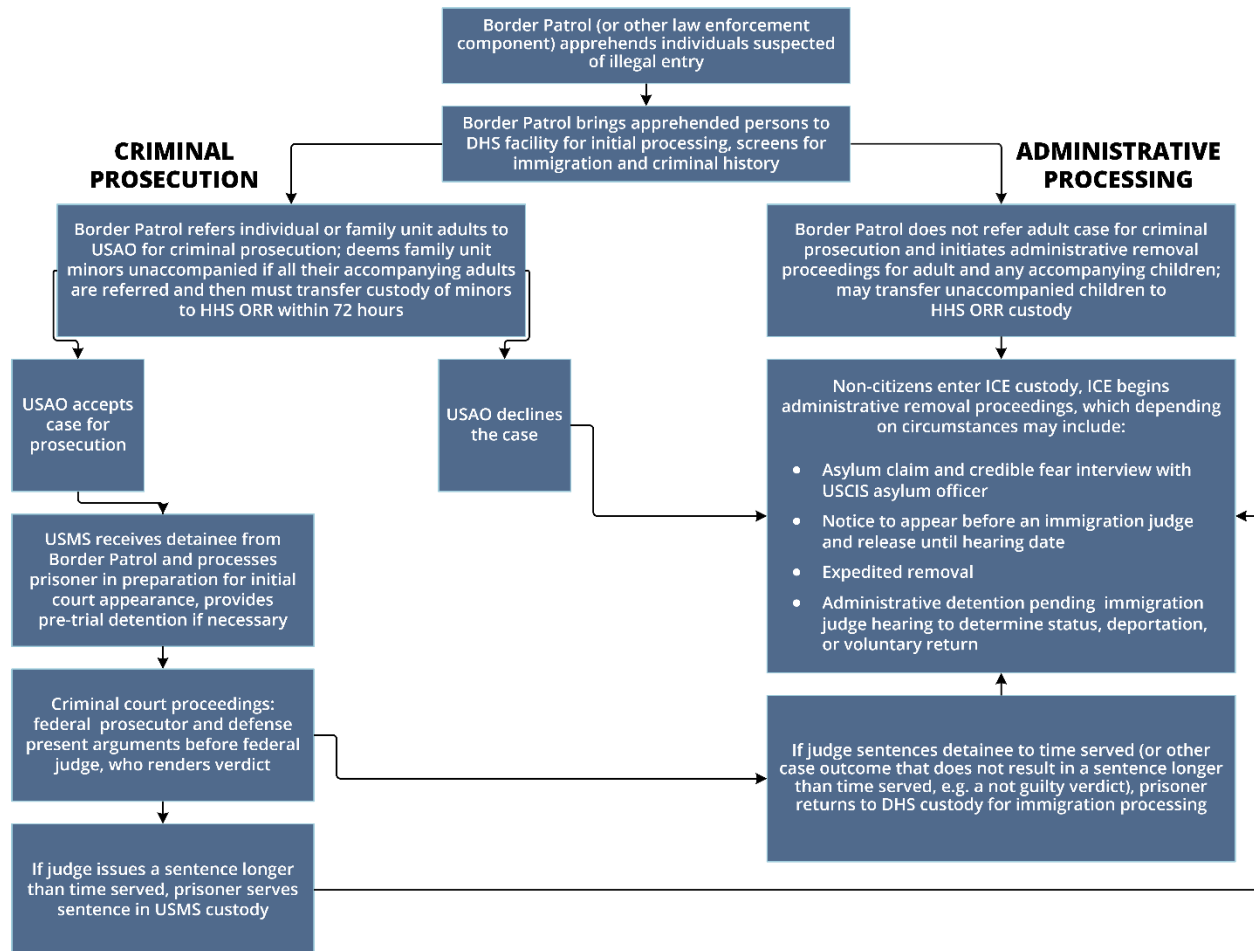 Border Patrol (or other law enforcement
component) apprehends individuals suspected
of illegal entry
Border Patrol brings apprehended persons to
DHS facility for initial processing, screens for
immigration and criminal history
CRIMINAL
PROSECUTION
ADMINISTRATIVE
PROCESSING
Border Patrol refers individual or family unit adults to
USAO for criminal prosecution; deems family unit
minors unaccompanied if all their accompanying adults
are referred and then must transfer custody of minors
to HHS ORR within 72 hours
Border Patrol does not refer adult case for criminal
prosecution and initiates administrative removal
proceedings for adult and any accompanying children;
may transfer unaccompanied children to
HHS ORR custody
USAO accepts
case for
prosecution
USAO declines
the case
Non-citizens enter ICE custody, ICE begins
administrative removal proceedings, which depending
on circumstances may include:
• Asylum claim and credible fear interview with
USCIS asylum officer
• Notice to appear before an immigration judge
and release until hearing date
• Expedited removal
• Administrative detention pending immigration
judge hearing to determine status, deportation,
or voluntary return
USMS receives detainee from
Border Patrol and processes
prisoner in preparation for initial
court appearance, provides
pre-trial detention if necessary
Criminal court proceedings:
federal prosecutor and defense
present arguments before federal
judge, who renders verdict
If judge sentences detainee to time served (or other
case outcome that does not result in a sentence longer
than time served, e.g. a not guilty verdict), prisoner
returns to DHS custody for immigration processing
If judge issues a sentence longer
than time served, prisoner serves
sentence in USMS custody